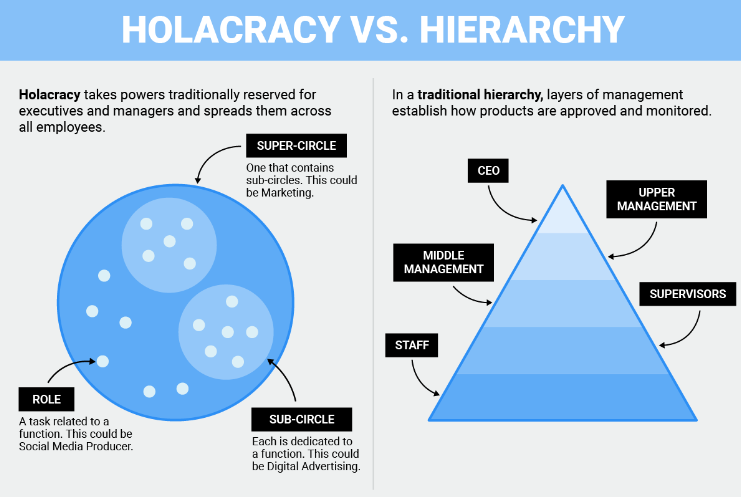 HOLACRACY VS. HIERARCHY
Holacracy takes powers traditionally reserved for
executives and managers and spreads them across
all employees.
SUPER-CIRCLE
One that contains
sub-circles. This could
be Marketing.
ROLE
A task related to a
function. This could be
Social Media Producer.
SUB-CIRCLE
Each is dedicated to
a function. This could
be Digital Advertising.
In a traditional hierarchy, layers of management
establish how products are approved and monitored.
CEO
UPPER
MANAGEMENT
MIDDLE
MANAGEMENT
SUPERVISORS
STAFF